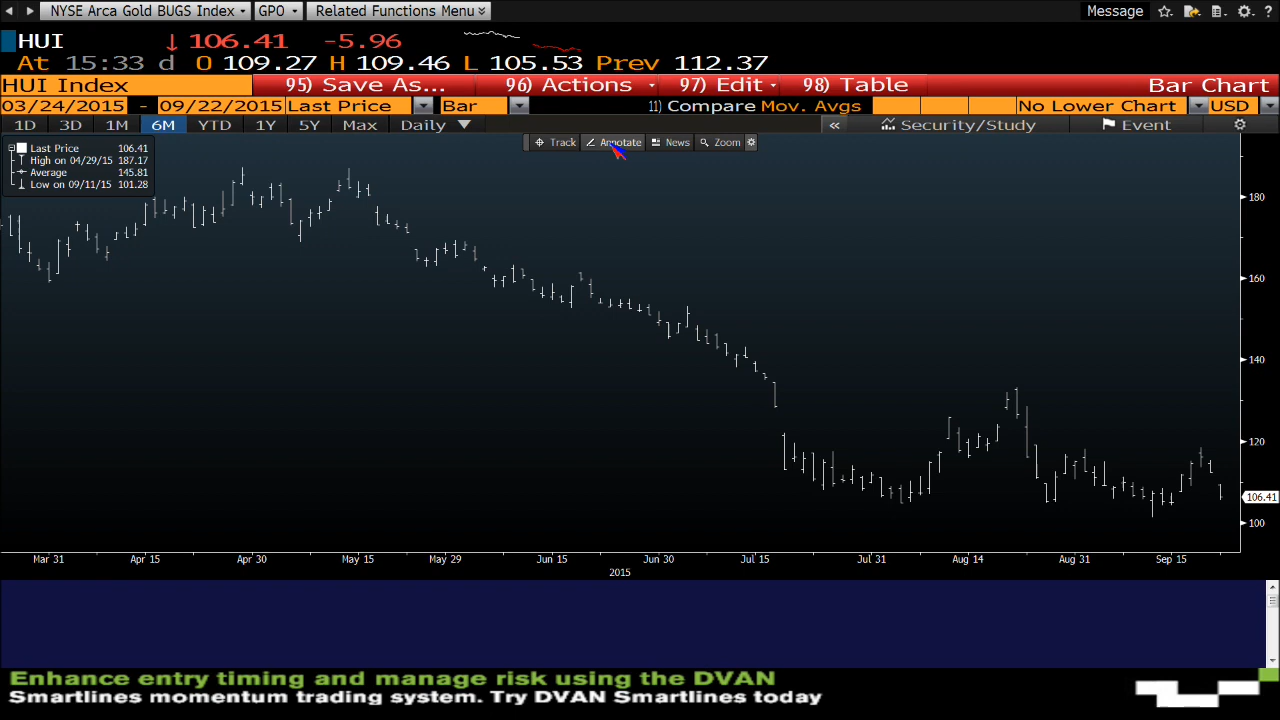 NYSE Arca Gold BUGS Index GPO Related Functions Menu Message ?
HUI ↓ 106.41 -5.96
At 15:33 d O 109.27 H 109.46 L 105.53 Prev 112.37
HUI Index 95) Save As... 96) Actions 97) Edit 98) Table Bar Chart
03/24/2015 - 09/22/2015 Last Price Bar 11) Compare Mov. Avgs No Lower Chart USD
1D 3D 1M 6M YTD 1Y 5Y Max Daily « Security/Study Event
Track Annotate News Zoom
Last Price 106.41
High on 04/29/15 187.17
Average 145.81
Low on 09/11/15 101.28
180
160
140
120
106.41
100
Mar 31 Apr 15 Apr 30 May 15 May 29 Jun 15 Jun 30 Jul 15 Jul 31 Aug 14 Aug 31 Sep 15
2015
Enhance entry timing and manage risk using the DVAN
Smartlines momentum trading system. Try DVAN Smartlines today